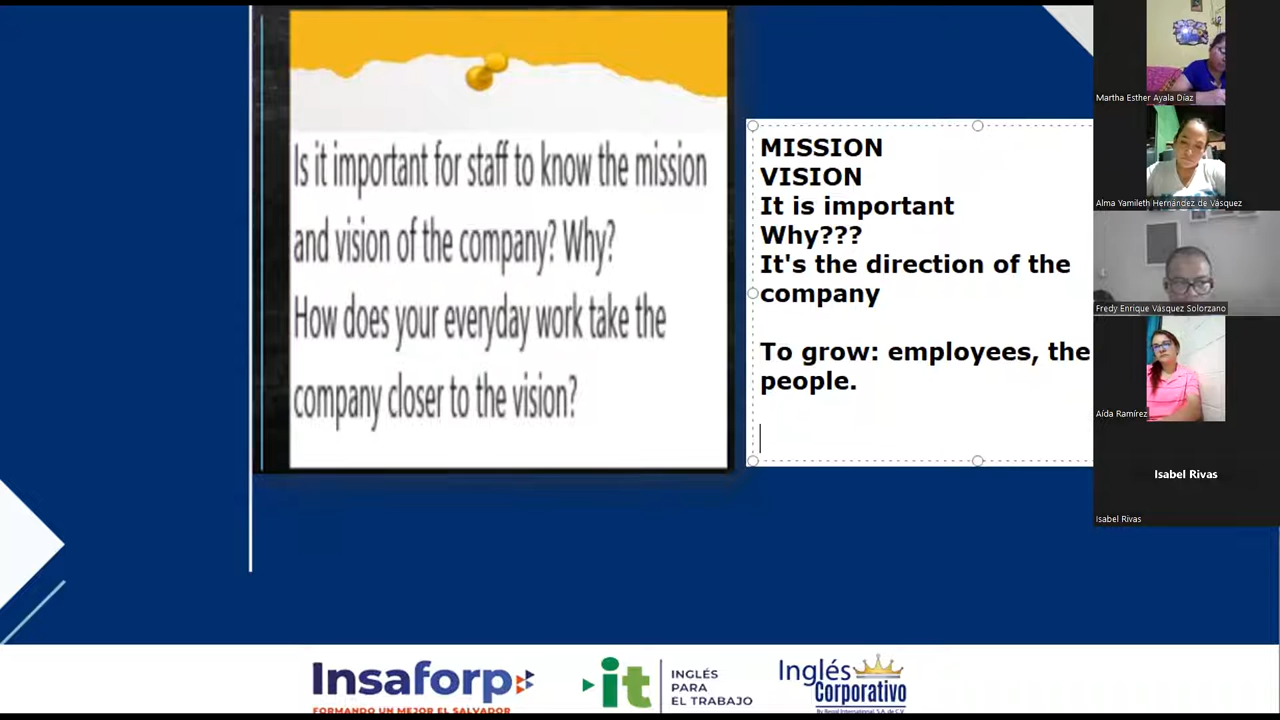 Is it important for staff to know the mission
and vision of the company? Why?
How does your everyday work take the
company closer to the vision?
MISSION
VISION
It is important
Why???
It's the direction of the
company
To grow: employees, the
people.
Martha Esther Ayala Díaz
Alma Yamileth Hernández de Vásquez
Fredy Enrique Vásquez Solorzano
Aída Ramírez
Isabel Rivas
Isabel Rivas
Insaforp
FORMANDO UN MEJOR EL SALVADOR
it
INGLÉS
PARA
EL TRABAJO
Inglés
Corporativo
By Regal International, S.A. de C.V.